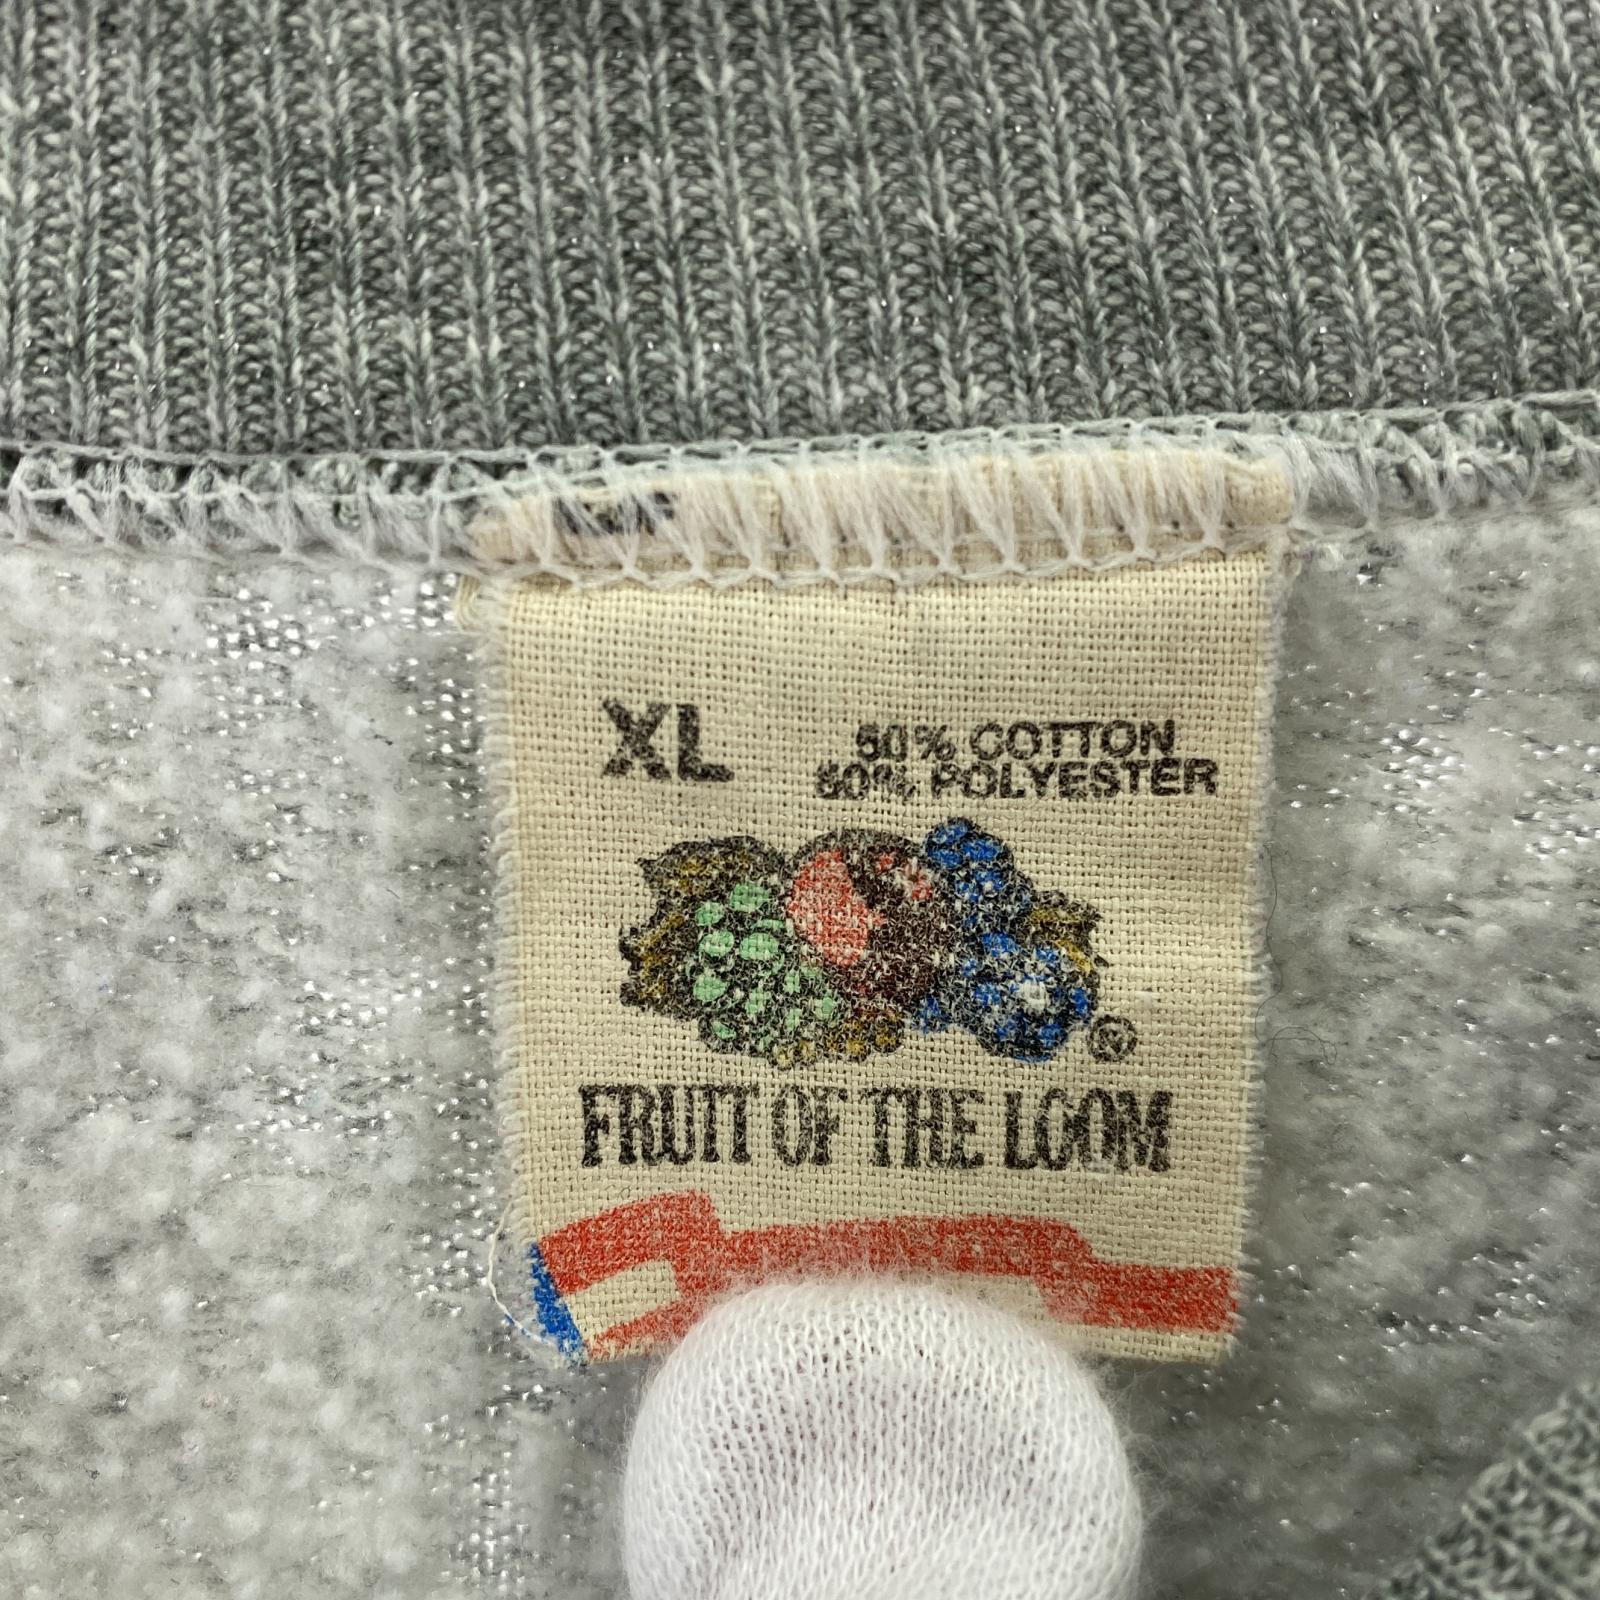 XL
50% COTTON
50% POLYESTER
®
FRUIT OF THE LOOM